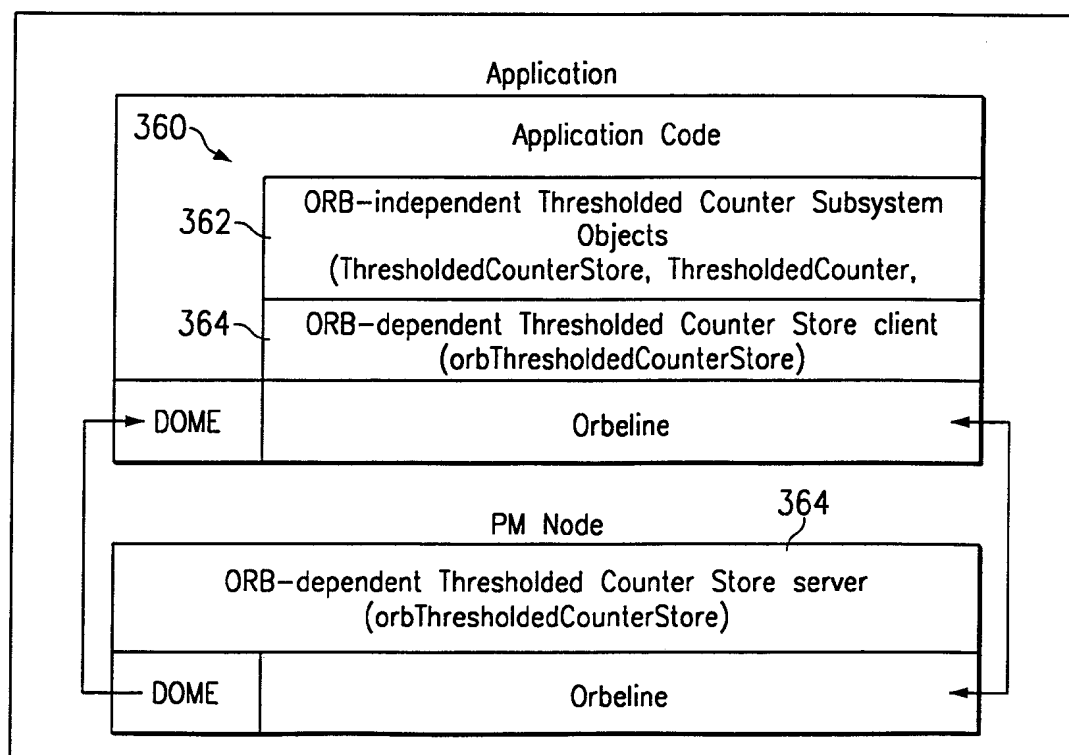 Application
360
Application Code
362
ORB-independent Thresholded Counter Subsystem
Objects
(ThresholdedCounterStore, ThresholdedCounter,
364
ORB-dependent Thresholded Counter Store client
(orbThresholdedCounterStore)
DOME
Orbeline
364
PM Node
ORB-dependent Thresholded Counter Store server
(orbThresholdedCounterStore)
DOME
Orbeline